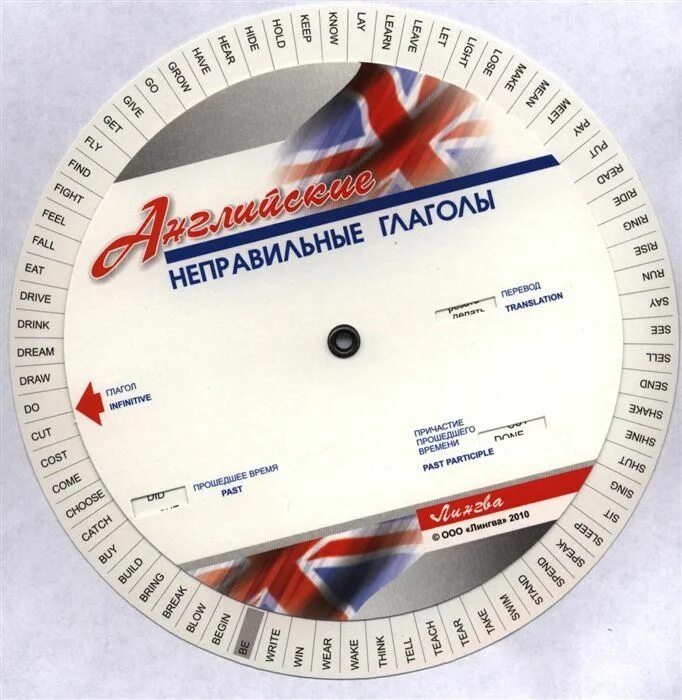 BE
BEGIN
BLOW
BREAK
BRING
BUILD
BUY
CATCH
CHOOSE
COME
COST
CUT
DO
DRAW
DREAM
DRINK
DRIVE
EAT
FALL
FEEL
FIGHT
FIND
FLY
GET
GIVE
GO
GROW
HAVE
HEAR
HIDE
HOLD
KEEP
KNOW
LAY
LEARN
LEAVE
LET
LIGHT
LOSE
MAKE
MEAN
MEET
PAY
PUT
READ
RIDE
RING
RISE
RUN
SAY
SEE
SELL
SEND
SHAKE
SHINE
SHUT
SING
SIT
SLEEP
SPEAK
SPEND
STAND
SWIM
TAKE
TEAR
TEACH
TELL
THINK
WAKE
WEAR
WIN
WRITE
Английские
НЕПРАВИЛЬНЫЕ ГЛАГОЛЫ
ПЕРЕВОД
TRANSLATION
делать
ГЛАГОЛ
INFINITIVE
ПРИЧАСТИЕ
ПРОШЕДШЕГО
ВРЕМЕНИ
PAST PARTICIPLE
DONE
ПРОШЕДШЕЕ ВРЕМЯ
PAST
DID
Лингва
© ООО «Лингва» 2010